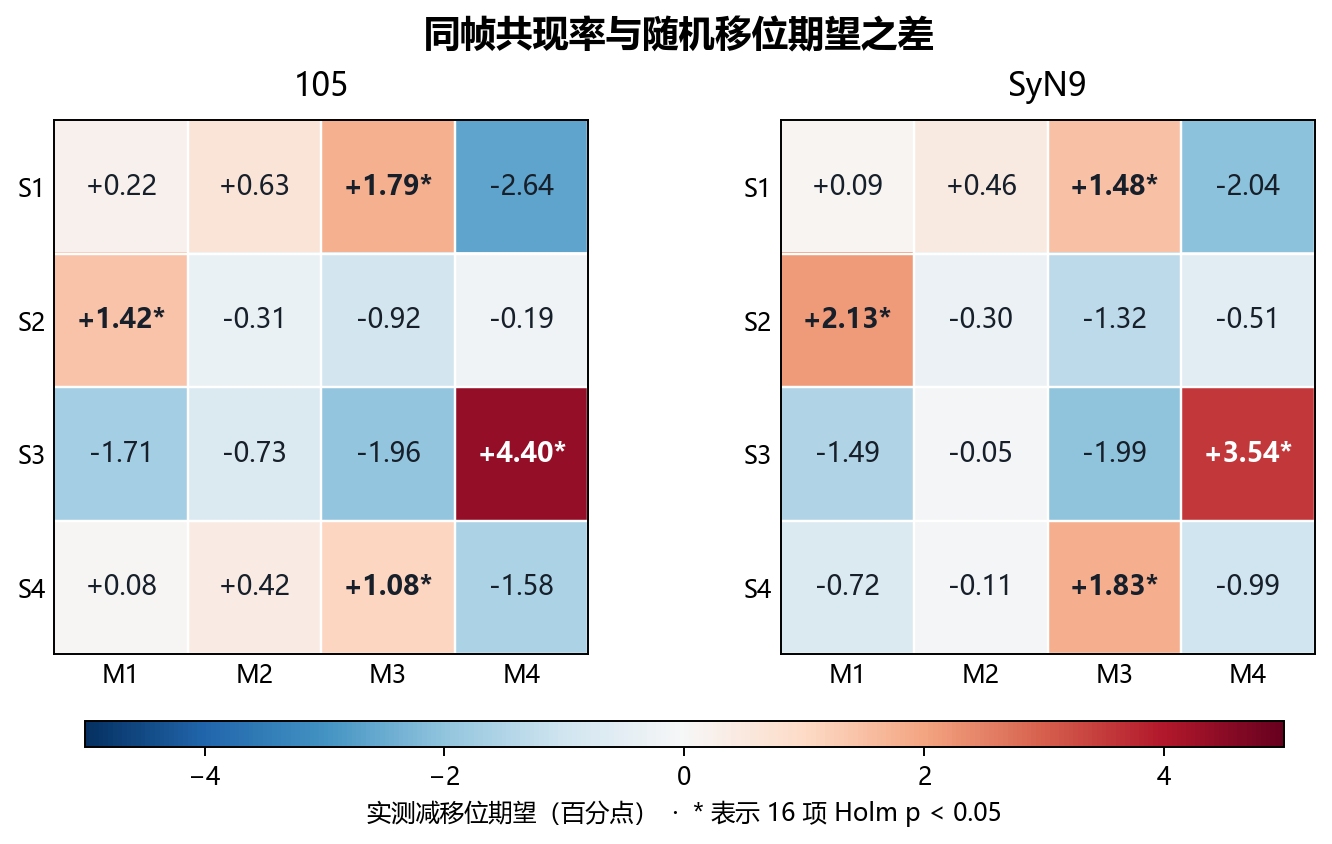 同帧共现率与随机移位期望之差
105 SyN9
S1 +0.22 +0.63 +1.79* -2.64 S1 +0.09 +0.46 +1.48* -2.04
S2 +1.42* -0.31 -0.92 -0.19 S2 +2.13* -0.30 -1.32 -0.51
S3 -1.71 -0.73 -1.96 +4.40* S3 -1.49 -0.05 -1.99 +3.54*
S4 +0.08 +0.42 +1.08* -1.58 S4 -0.72 -0.11 +1.83* -0.99
M1 M2 M3 M4 M1 M2 M3 M4
−4 −2 0 2 4
实测减移位期望（百分点） · * 表示 16 项 Holm p < 0.05